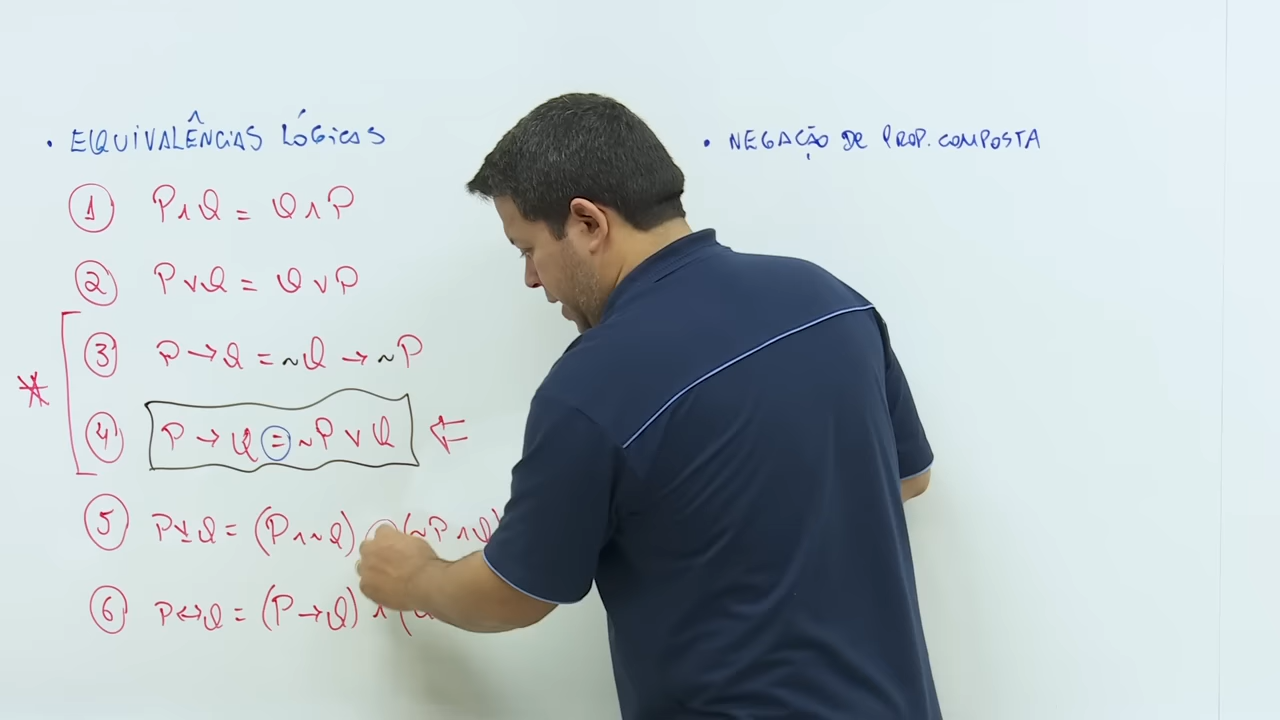 • EQUIVALÊNCIAS LÓGICAS
1 P∧Q = Q∧P
2 P∨Q = Q∨P
* 3 P→Q = ~Q→~P
4 P→Q = ~P∨Q ⇐
5 P⊻Q = (P∧~Q) (~P∧Q)
6 P↔Q = (P→Q) ∧ (
• NEGAÇÃO DE PROP. COMPOSTA